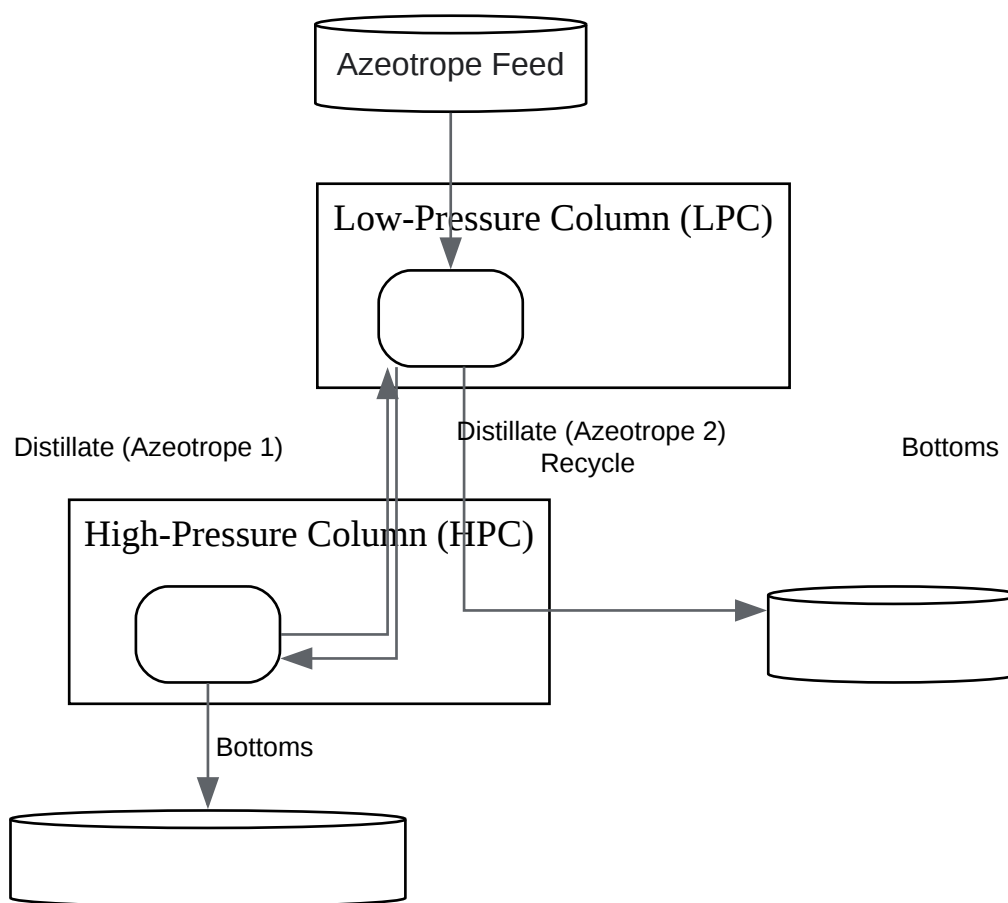 Azeotrope Feed
Low-Pressure Column (LPC)
Distillate (Azeotrope 1)
Distillate (Azeotrope 2)
Recycle
Bottoms
High-Pressure Column (HPC)
Bottoms